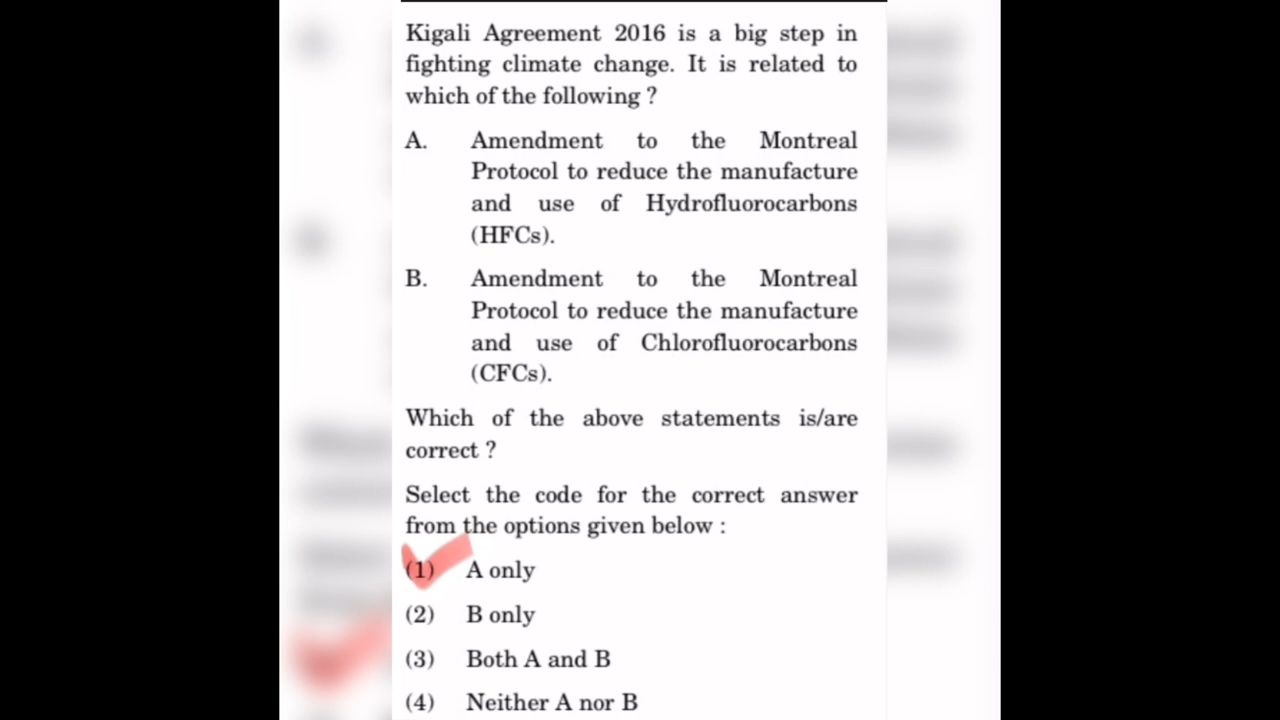 Kigali Agreement 2016 is a big step in
fighting climate change. It is related to
which of the following ?
A. Amendment to the Montreal
Protocol to reduce the manufacture
and use of Hydrofluorocarbons
(HFCs).
B. Amendment to the Montreal
Protocol to reduce the manufacture
and use of Chlorofluorocarbons
(CFCs).
Which of the above statements is/are
correct ?
Select the code for the correct answer
from the options given below :
(1) A only
(2) B only
(3) Both A and B
(4) Neither A nor B